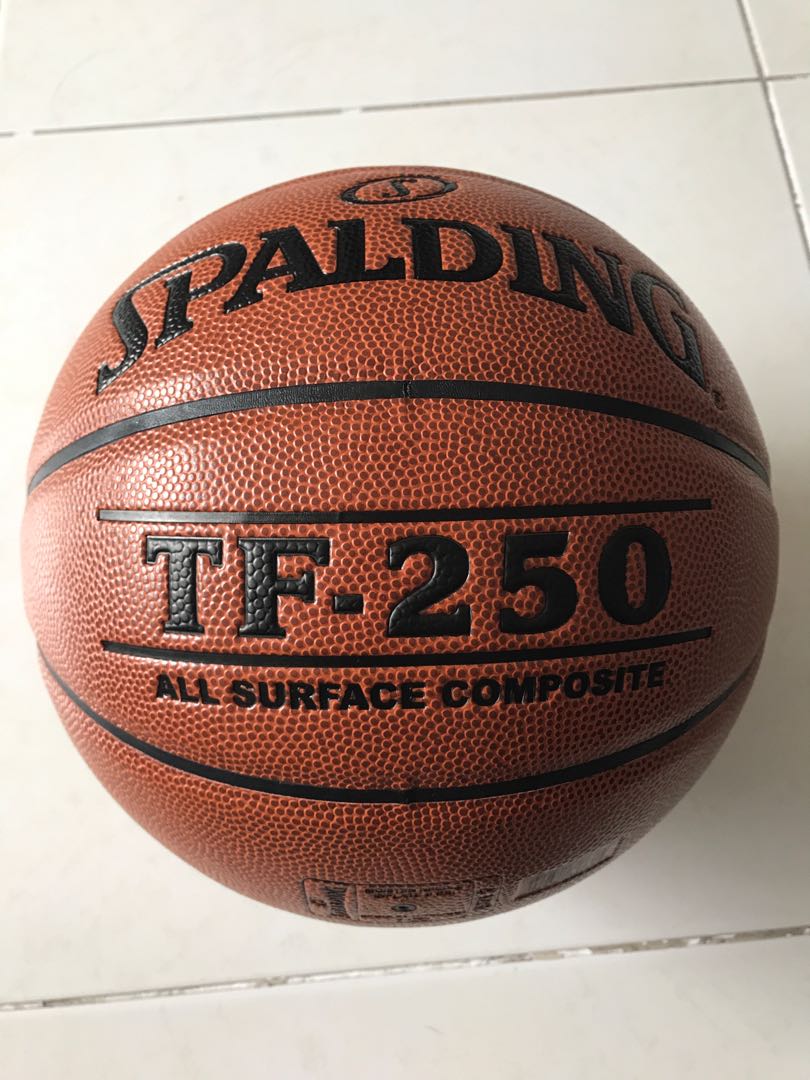 S
SPALDING
TF-250
ALL SURFACE COMPOSITE